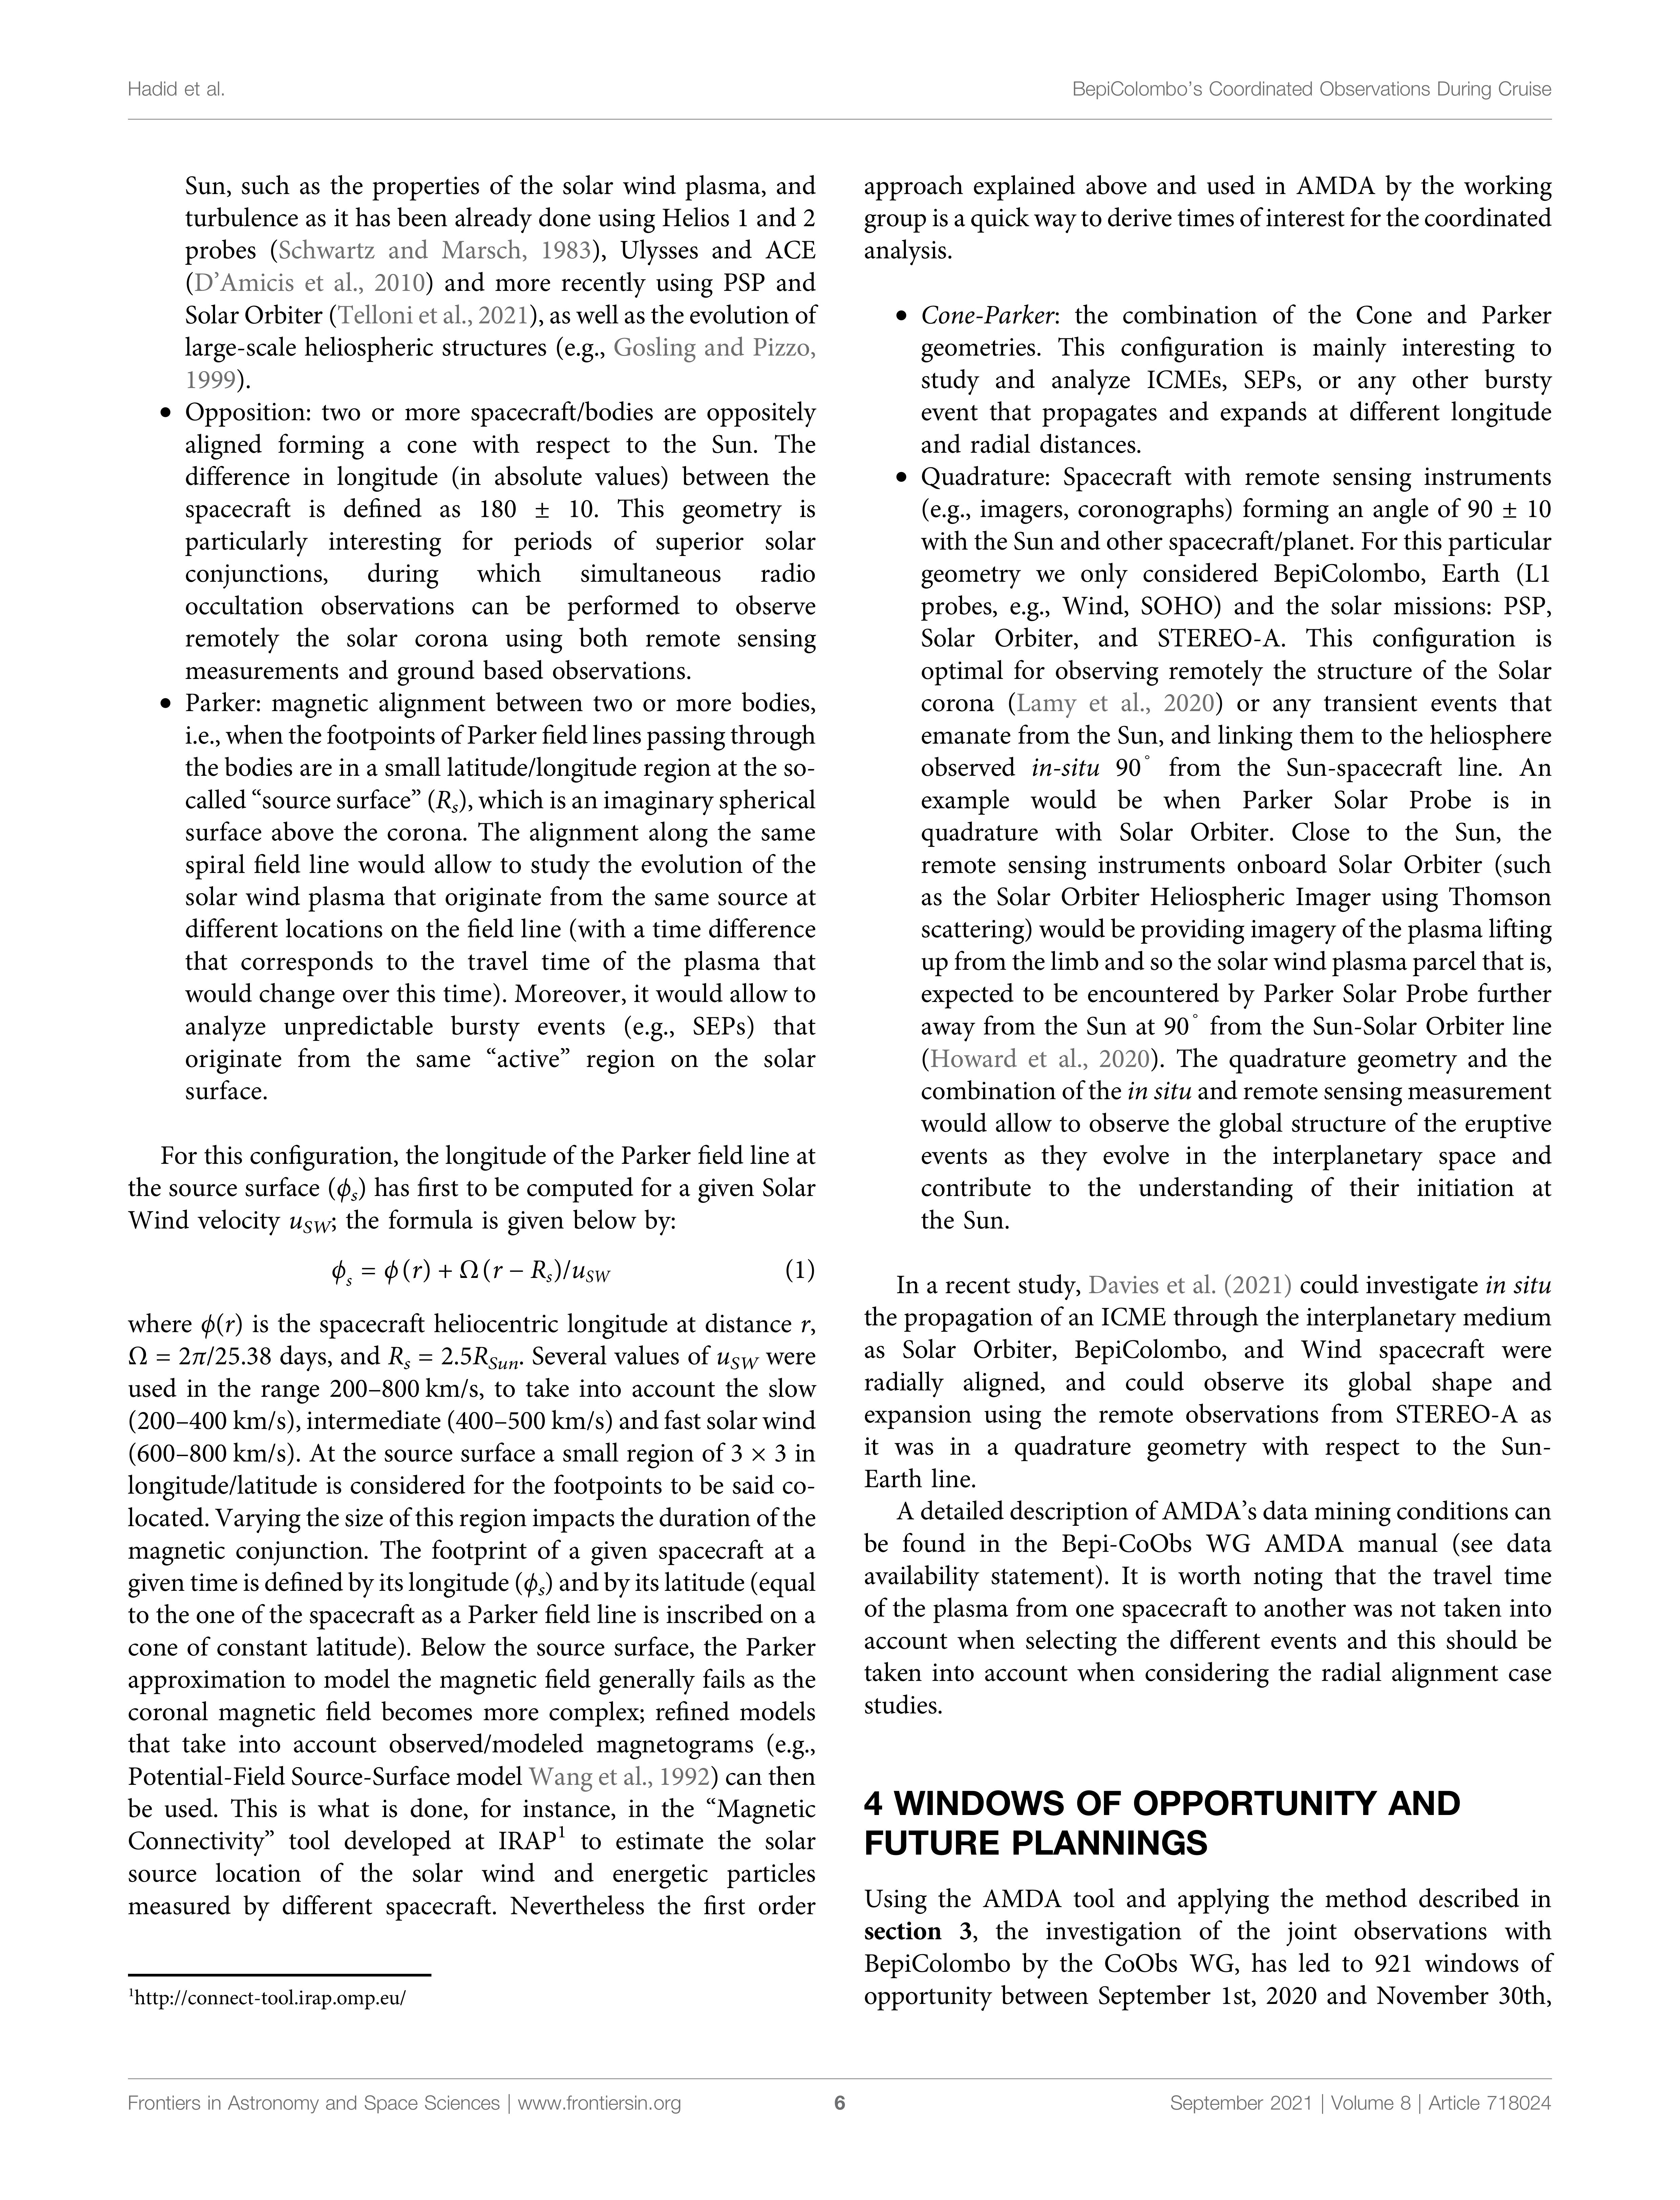 Hadid et al.
BepiColombo's Coordinated Observations During Cruise
Sun, such as the properties of the solar wind plasma, and
turbulence as it has been already done using Helios 1 and 2
probes (Schwartz and Marsch, 1983), Ulysses and ACE
(D'Amicis et al., 2010) and more recently using PSP and
Solar Orbiter (Telloni et al., 2021), as well as the evolution of
large-scale heliospheric structures (e.g., Gosling and Pizzo,
1999).
• Opposition: two or more spacecraft/bodies are oppositely
aligned forming a cone with respect to the Sun. The
difference in longitude (in absolute values) between the
spacecraft is defined as 180 ± 10. This geometry is
particularly interesting for periods of superior solar
conjunctions, during which simultaneous radio
occultation observations can be performed to observe
remotely the solar corona using both remote sensing
measurements and ground based observations.
• Parker: magnetic alignment between two or more bodies,
i.e., when the footpoints of Parker field lines passing through
the bodies are in a small latitude/longitude region at the so-
called “source surface” (Rs), which is an imaginary spherical
surface above the corona. The alignment along the same
spiral field line would allow to study the evolution of the
solar wind plasma that originate from the same source at
different locations on the field line (with a time difference
that corresponds to the travel time of the plasma that
would change over this time). Moreover, it would allow to
analyze unpredictable bursty events (e.g., SEPs) that
originate from the same “active” region on the solar
surface.
For this configuration, the longitude of the Parker field line at
the source surface (ϕs) has first to be computed for a given Solar
Wind velocity uSW; the formula is given below by:
ϕs = ϕ(r) + Ω(r − Rs)/uSW (1)
where ϕ(r) is the spacecraft heliocentric longitude at distance r,
Ω = 2π/25.38 days, and Rs = 2.5RSun. Several values of uSW were
used in the range 200–800 km/s, to take into account the slow
(200–400 km/s), intermediate (400–500 km/s) and fast solar wind
(600–800 km/s). At the source surface a small region of 3 × 3 in
longitude/latitude is considered for the footpoints to be said co-
located. Varying the size of this region impacts the duration of the
magnetic conjunction. The footprint of a given spacecraft at a
given time is defined by its longitude (ϕs) and by its latitude (equal
to the one of the spacecraft as a Parker field line is inscribed on a
cone of constant latitude). Below the source surface, the Parker
approximation to model the magnetic field generally fails as the
coronal magnetic field becomes more complex; refined models
that take into account observed/modeled magnetograms (e.g.,
Potential-Field Source-Surface model Wang et al., 1992) can then
be used. This is what is done, for instance, in the “Magnetic
Connectivity” tool developed at IRAP1 to estimate the solar
source location of the solar wind and energetic particles
measured by different spacecraft. Nevertheless the first order
1http://connect-tool.irap.omp.eu/
approach explained above and used in AMDA by the working
group is a quick way to derive times of interest for the coordinated
analysis.
• Cone-Parker: the combination of the Cone and Parker
geometries. This configuration is mainly interesting to
study and analyze ICMEs, SEPs, or any other bursty
event that propagates and expands at different longitude
and radial distances.
• Quadrature: Spacecraft with remote sensing instruments
(e.g., imagers, coronographs) forming an angle of 90 ± 10
with the Sun and other spacecraft/planet. For this particular
geometry we only considered BepiColombo, Earth (L1
probes, e.g., Wind, SOHO) and the solar missions: PSP,
Solar Orbiter, and STEREO-A. This configuration is
optimal for observing remotely the structure of the Solar
corona (Lamy et al., 2020) or any transient events that
emanate from the Sun, and linking them to the heliosphere
observed in-situ 90° from the Sun-spacecraft line. An
example would be when Parker Solar Probe is in
quadrature with Solar Orbiter. Close to the Sun, the
remote sensing instruments onboard Solar Orbiter (such
as the Solar Orbiter Heliospheric Imager using Thomson
scattering) would be providing imagery of the plasma lifting
up from the limb and so the solar wind plasma parcel that is,
expected to be encountered by Parker Solar Probe further
away from the Sun at 90° from the Sun-Solar Orbiter line
(Howard et al., 2020). The quadrature geometry and the
combination of the in situ and remote sensing measurement
would allow to observe the global structure of the eruptive
events as they evolve in the interplanetary space and
contribute to the understanding of their initiation at
the Sun.
In a recent study, Davies et al. (2021) could investigate in situ
the propagation of an ICME through the interplanetary medium
as Solar Orbiter, BepiColombo, and Wind spacecraft were
radially aligned, and could observe its global shape and
expansion using the remote observations from STEREO-A as
it was in a quadrature geometry with respect to the Sun-
Earth line.
A detailed description of AMDA's data mining conditions can
be found in the Bepi-CoObs WG AMDA manual (see data
availability statement). It is worth noting that the travel time
of the plasma from one spacecraft to another was not taken into
account when selecting the different events and this should be
taken into account when considering the radial alignment case
studies.
4 WINDOWS OF OPPORTUNITY AND
FUTURE PLANNINGS
Using the AMDA tool and applying the method described in
section 3, the investigation of the joint observations with
BepiColombo by the CoObs WG, has led to 921 windows of
opportunity between September 1st, 2020 and November 30th,
Frontiers in Astronomy and Space Sciences | www.frontiersin.org
6
September 2021 | Volume 8 | Article 718024